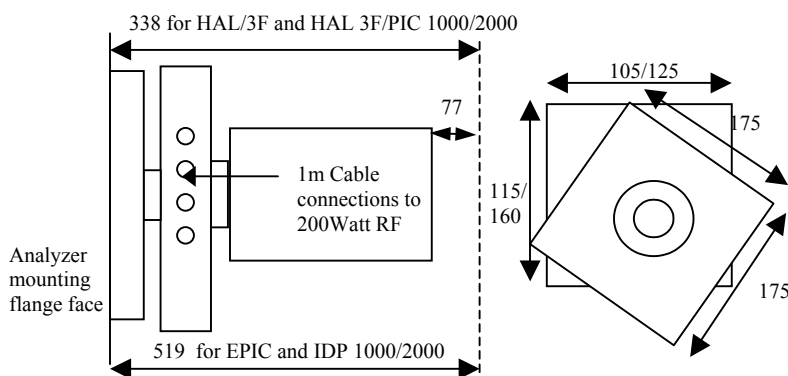 338 for HAL/3F and HAL 3F/PIC 1000/2000
105/125
77
175
1m Cable
connections to
200Watt RF
115/
160
Analyzer
mounting
flange face
175
519 for EPIC and IDP 1000/2000